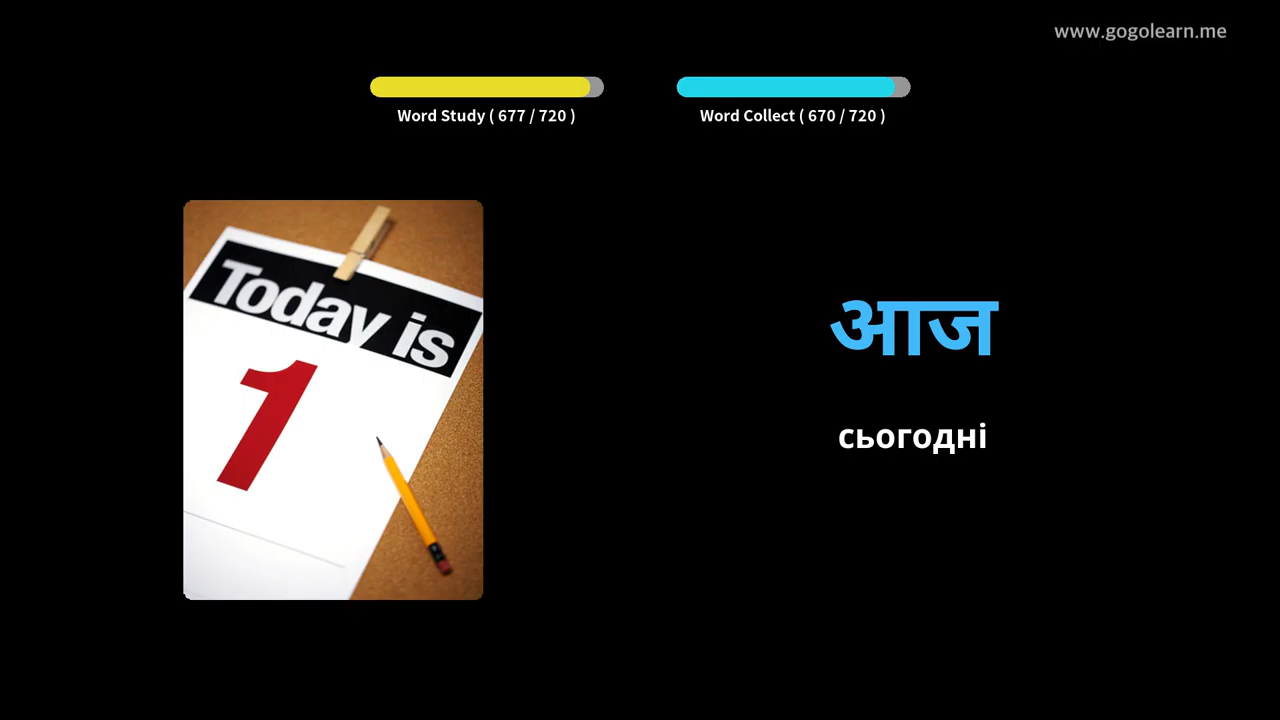 www.gogolearn.me
Word Study ( 677 / 720 )
Word Collect ( 670 / 720 )
Today is
1
आज
сьогодні